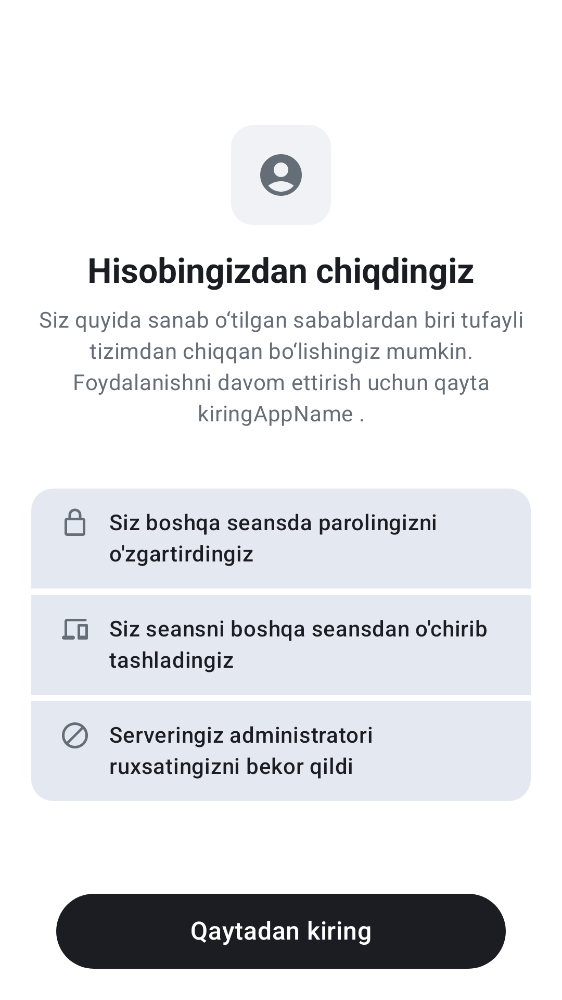 Hisobingizdan chiqdingiz
Siz quyida sanab oʻtilgan sabablardan biri tufayli
tizimdan chiqqan boʻlishingiz mumkin.
Foydalanishni davom ettirish uchun qayta
kiringAppName .
Siz boshqa seansda parolingizni
o'zgartirdingiz
Siz seansni boshqa seansdan o'chirib
tashladingiz
Serveringiz administratori
ruxsatingizni bekor qildi
Qaytadan kiring